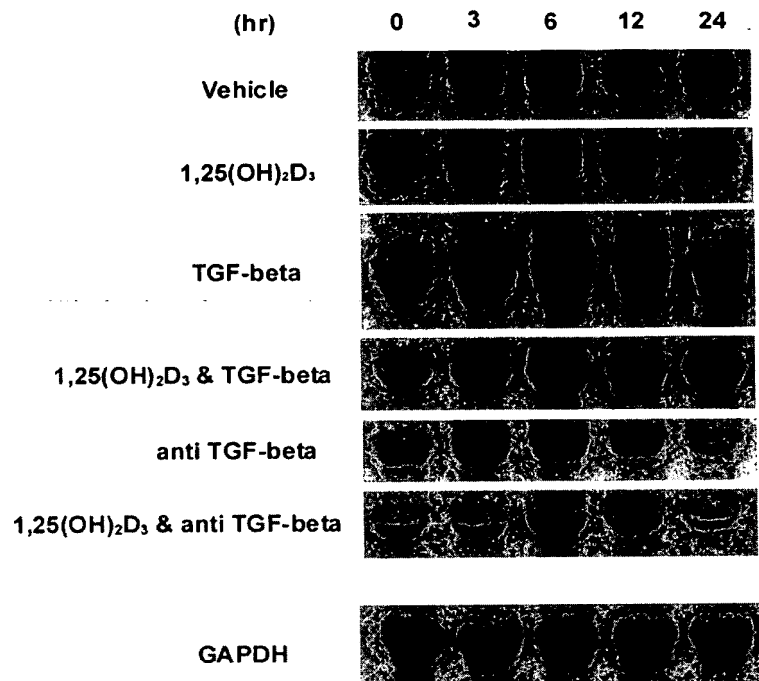 (hr) 0 3 6 12 24
Vehicle
1,25(OH)₂D₃
TGF-beta
1,25(OH)₂D₃ & TGF-beta
anti TGF-beta
1,25(OH)₂D₃ & anti TGF-beta
GAPDH